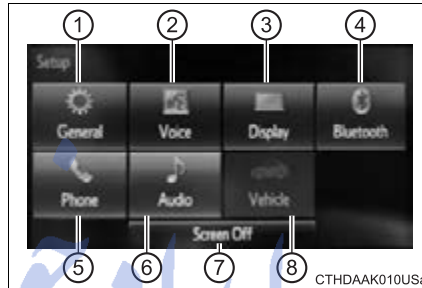 1 2 3 4
Setup
General Voice Display Bluetooth
Phone Audio Vehicle
Screen Off
5 6 7 8
CTHDAAK010USa